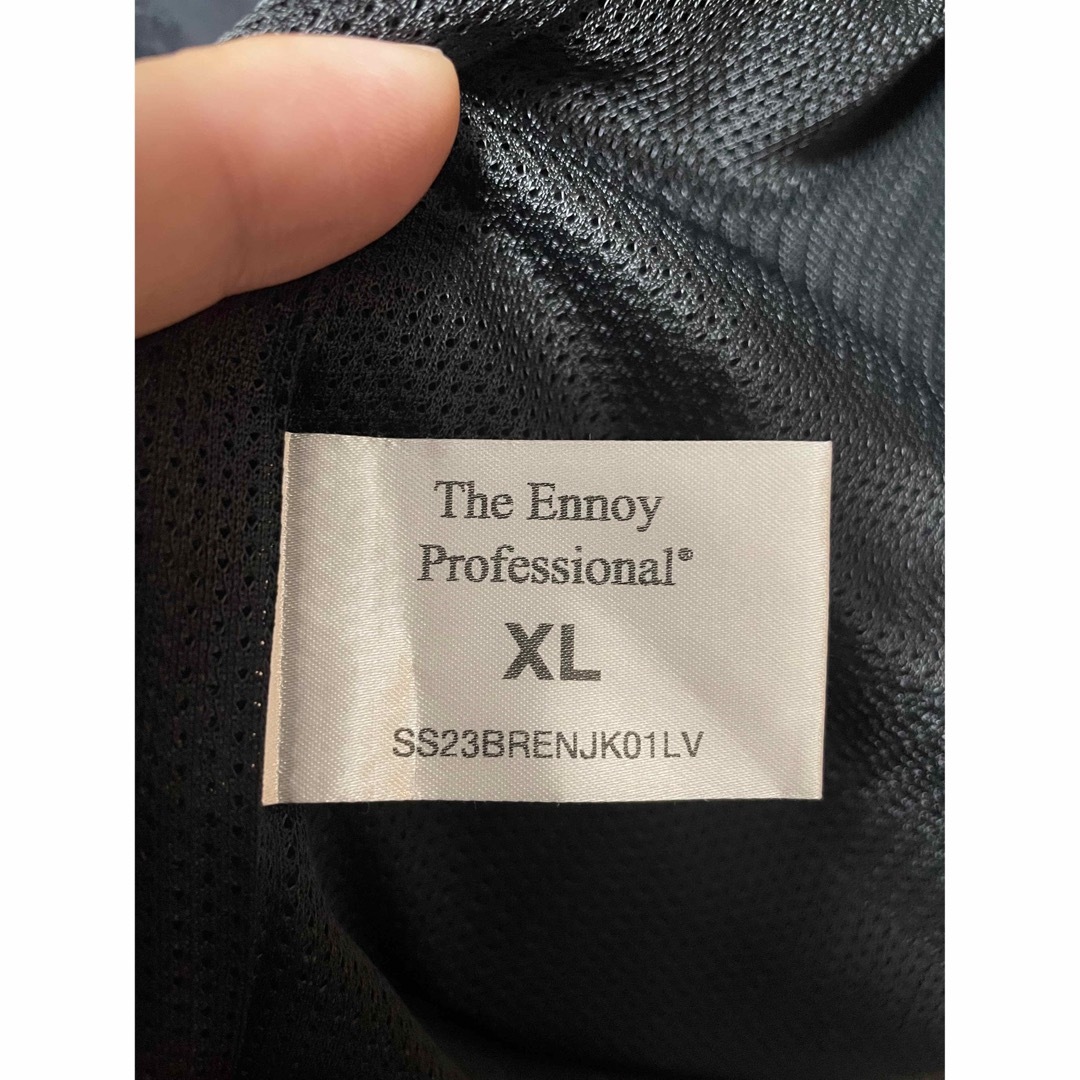 The Ennoy
Professional®
XL
SS23BRENJK01LV